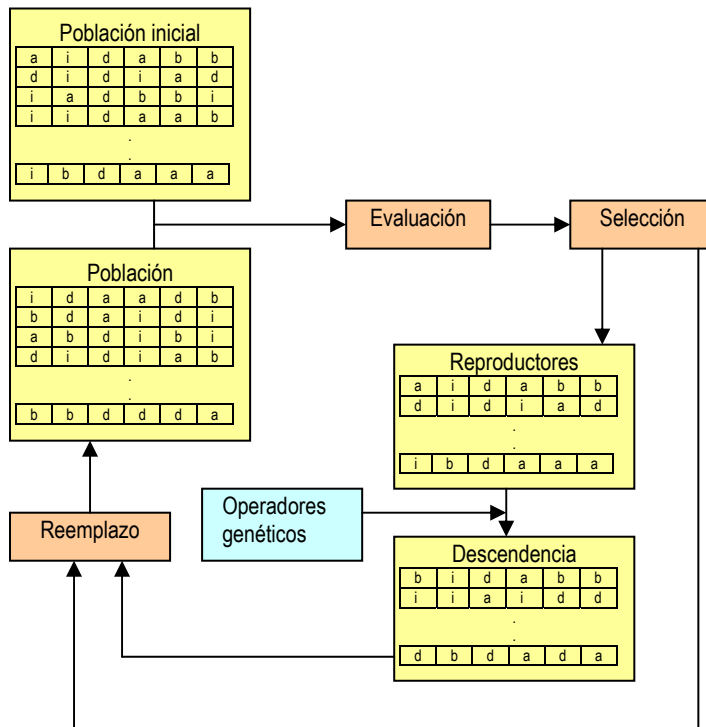 Población inicial
a i d a b b
d i d i a d
i a d b b i
i i d a a b
.
.
i b d a a a
Evaluación
Selección
Población
i d a a d b
b d a i d i
a b d i b i
d i d i a b
.
.
b b d d d a
Reproductores
a i d a b b
d i d i a d
.
.
i b d a a a
Operadores
genéticos
Reemplazo
Descendencia
b i d a b b
i i a i d d
.
.
d b d a d a